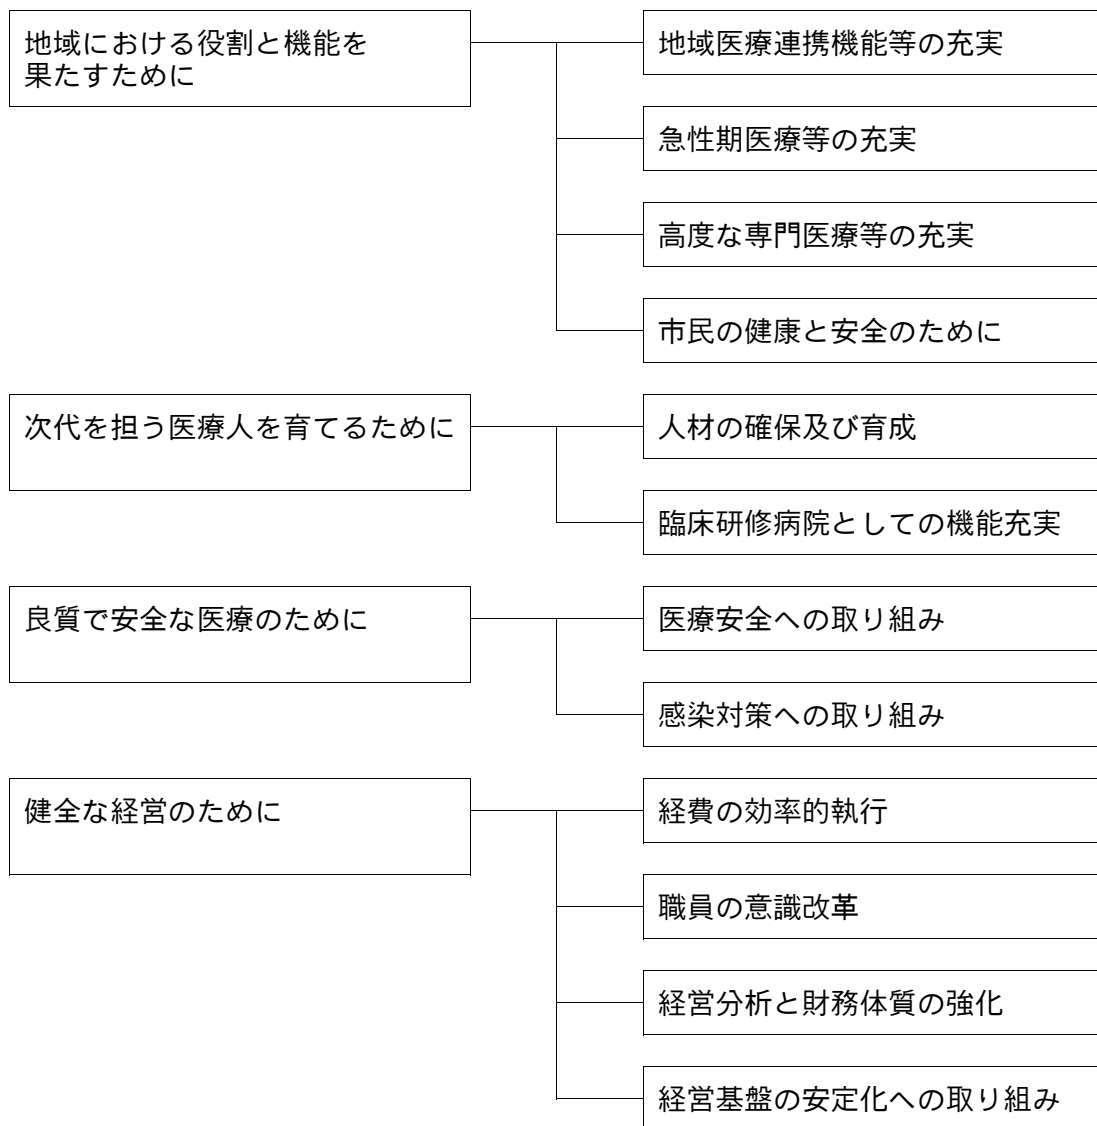 地域における役割と機能を
果たすために
地域医療連携機能等の充実
急性期医療等の充実
高度な専門医療等の充実
市民の健康と安全のために
次代を担う医療人を育てるために
人材の確保及び育成
臨床研修病院としての機能充実
良質で安全な医療のために
医療安全への取り組み
感染対策への取り組み
健全な経営のために
経費の効率的執行
職員の意識改革
経営分析と財務体質の強化
経営基盤の安定化への取り組み